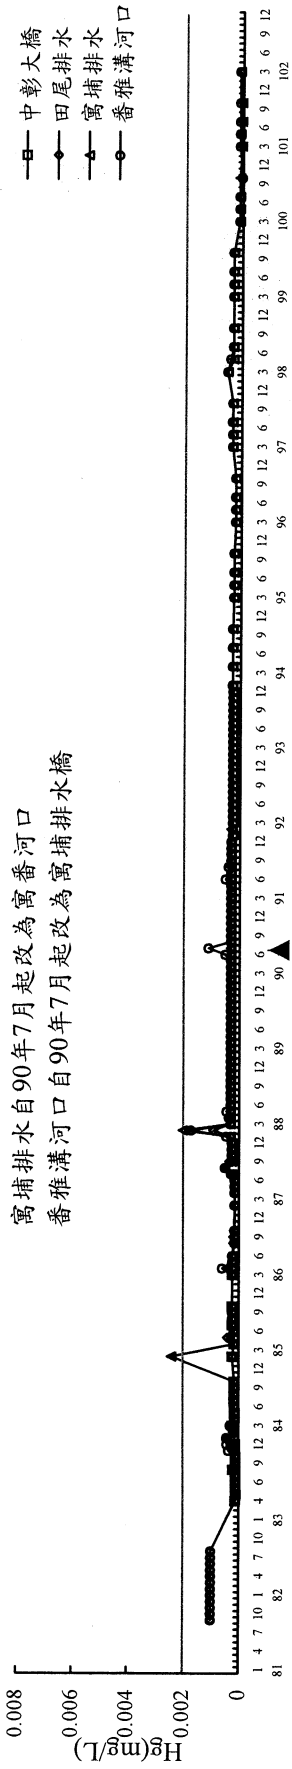 寓埔排水自90年7月起改為寓番河口
番雅溝河口自90年7月起改為寓埔排水橋
中彰大橋
田尾排水
寓埔排水
番雅溝河口
Hg(mg/L)
0.008
0.006
0.004
0.002
0
1 4 7 10 1 4 7 10 1 4 6 9 12 3 6 9 12 3 6 9 12 3 6 9 12 3 6 9 12 3 6 9 12 3 6 9 12 3 6 9 12 3 6 9 12 3 6 9 12 3 6 9 12 3 6 9 12 3 6 9 12 3 6 9 12 3 6 9 12 3 6 9 12 3 6 9 12 3 6 9 12 3 6 9 12 3 6 9 12
81 82 83 84 85 86 87 88 89 90 91 92 93 94 95 96 97 98 99 100 101 102